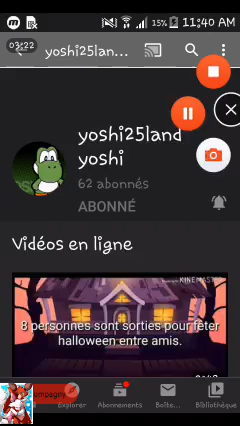 15% 11:40 AM
03:22
yoshi25lan...
yoshi25land
yoshi
62 abonnés
ABONNÉ
Vidéos en ligne
KINEMASTER
8 personnes sont sorties pour fêter
halloween entre amis.
Explorer Abonnements Boîte... Bibliothèque